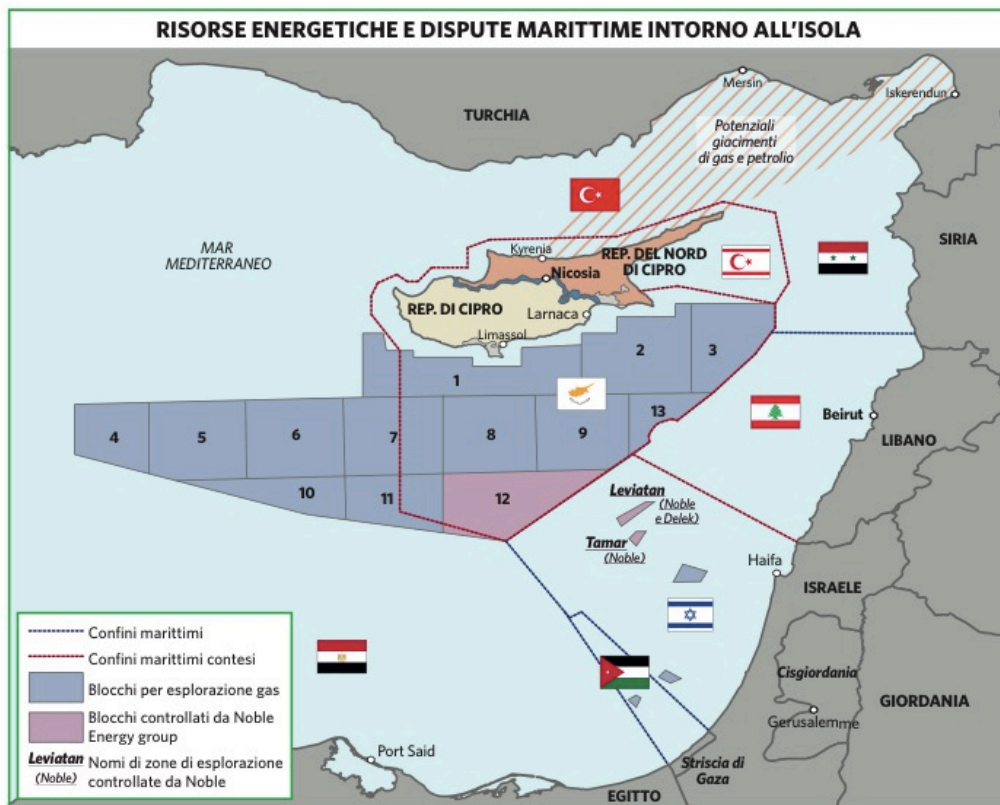 RISORSE ENERGETICHE E DISPUTE MARITTIME INTORNO ALL'ISOLA
Mersin
Iskerendun
TURCHIA
Potenziali
giacimenti
di gas e petrolio
MAR
MEDITERRANEO
SIRIA
Kyrenia
REP. DEL NORD
DI CIPRO
Nicosia
REP. DI CIPRO
Larnaca
Limassol
1
2
3
4
5
6
7
8
9
13
10
11
12
Beirut
LIBANO
Leviatan
(Noble
e Delek)
Tamar
(Noble)
Haifa
ISRAELE
Cisgiordania
GIORDANIA
Gerusalemme
Striscia di
Gaza
EGITTO
Port Said
Confini marittimi
Confini marittimi contesi
Blocchi per esplorazione gas
Blocchi controllati da Noble
Energy group
Leviatan Nomi di zone di esplorazione
(Noble) controllate da Noble